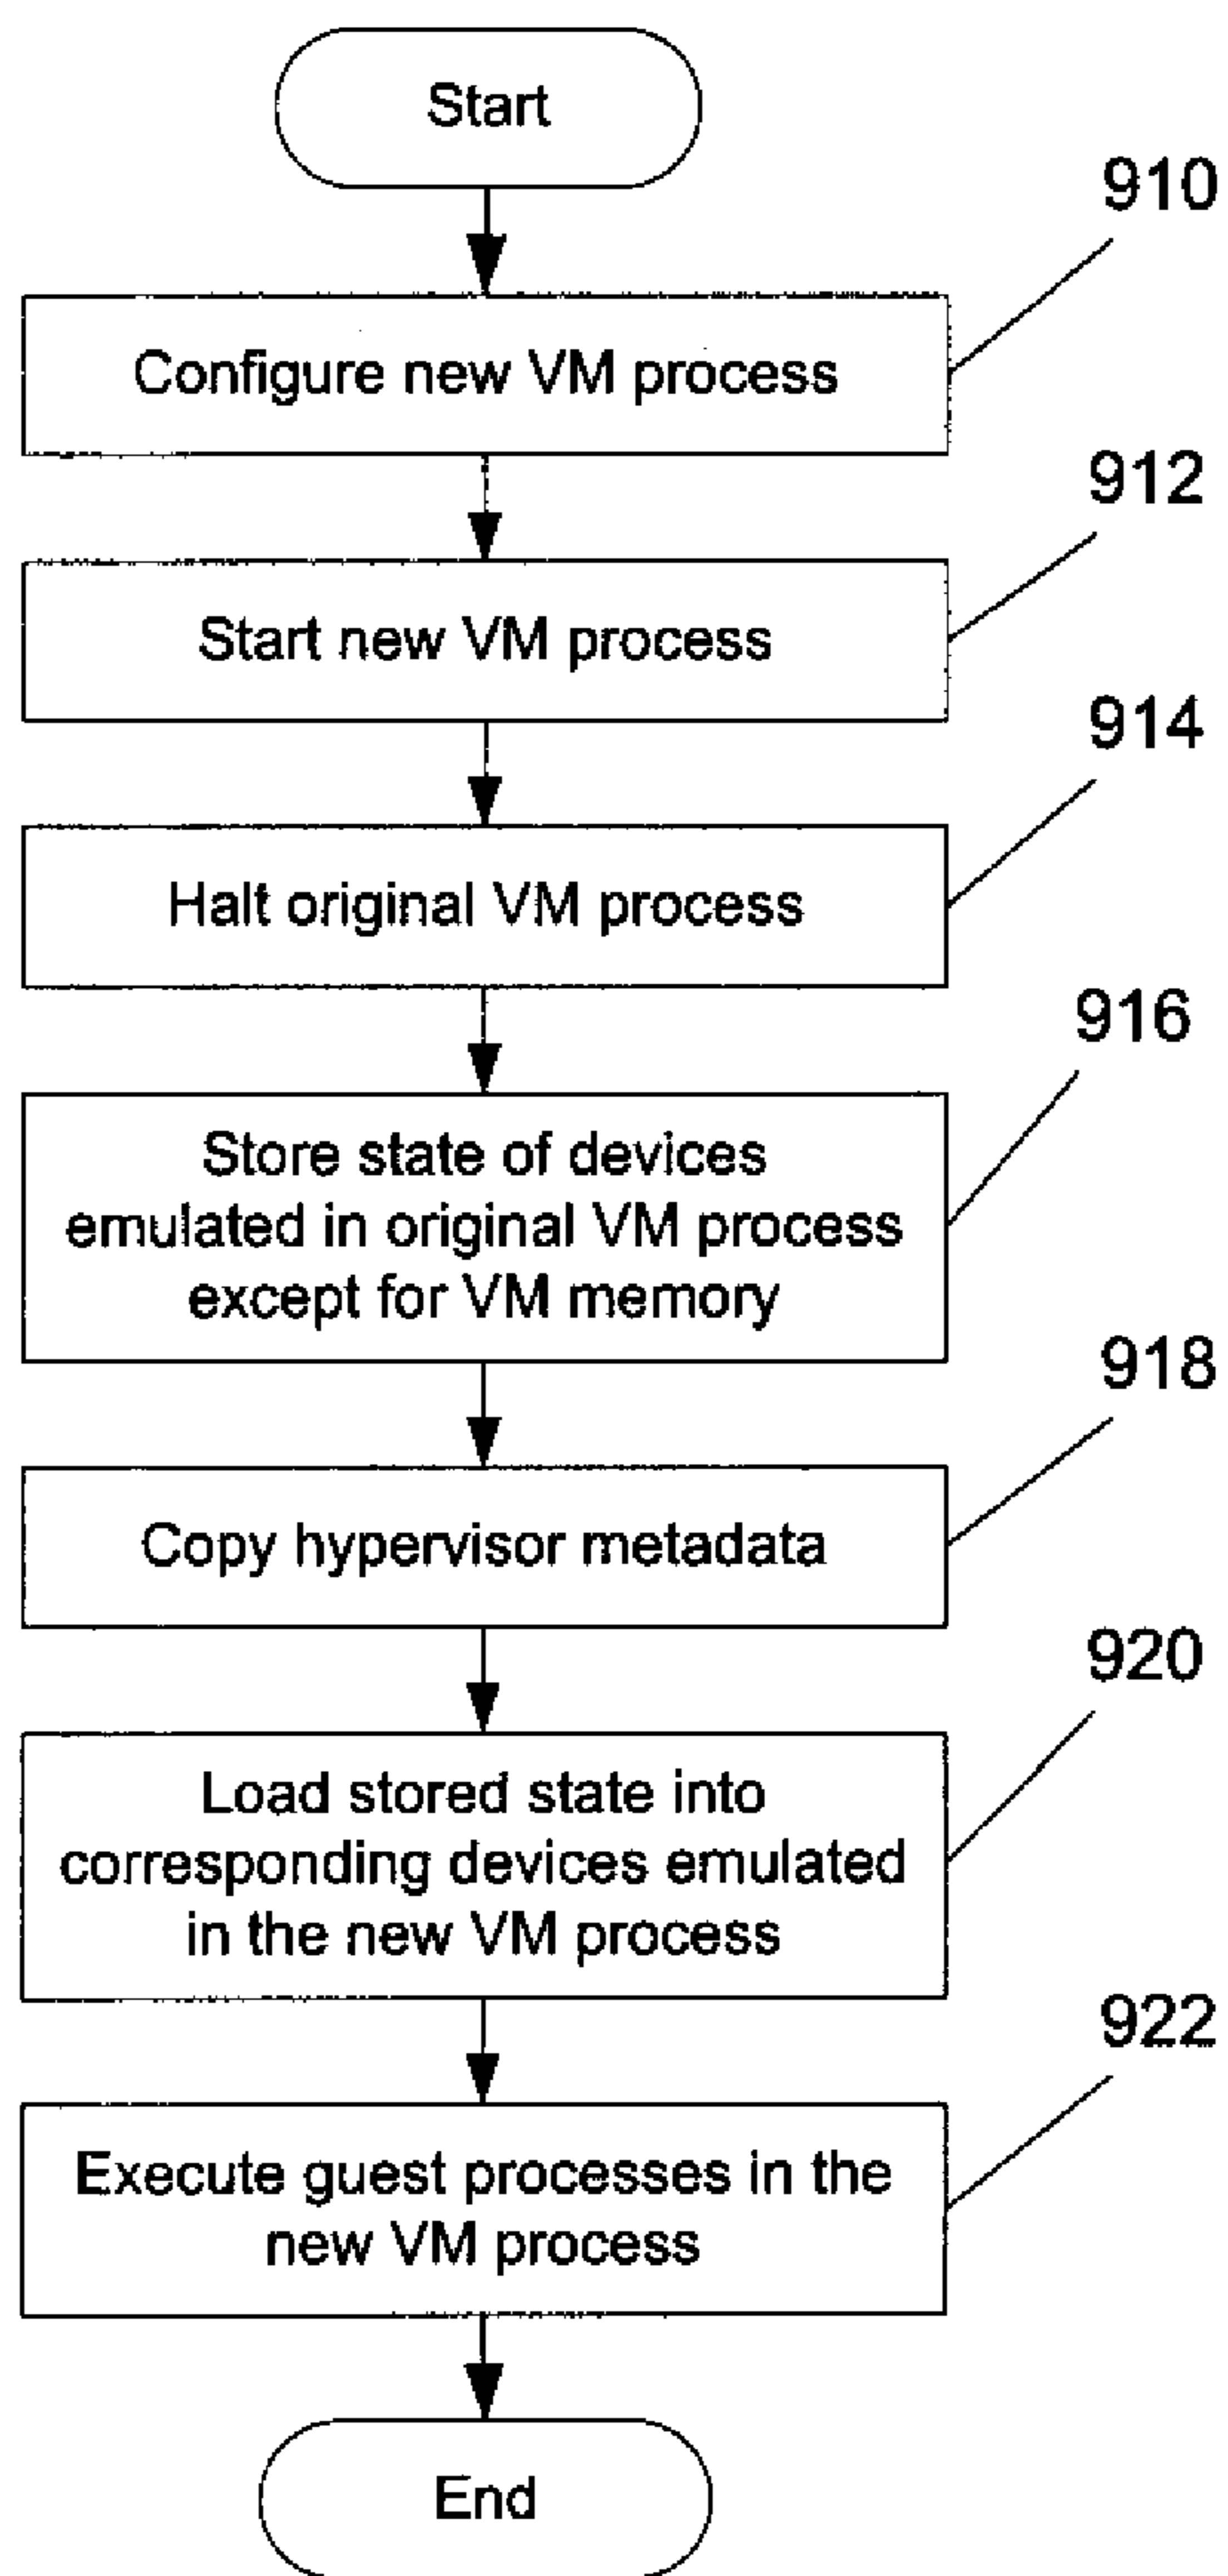 Start
910
Configure new VM process
912
Start new VM process
914
Halt original VM process
916
Store state of devices
emulated in original VM process
except for VM memory
918
Copy hypervisor metadata
920
Load stored state into
corresponding devices emulated
in the new VM process
922
Execute guest processes in the
new VM process
End